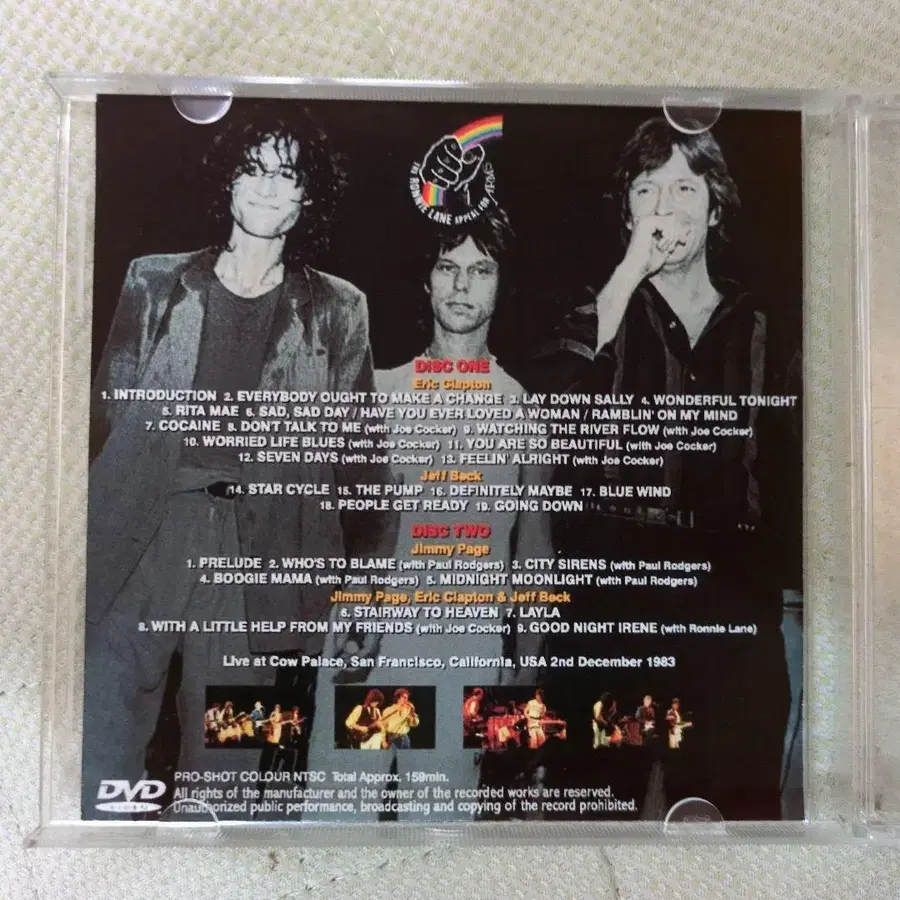 THE RONNIE LANE APPEAL FOR ARMS
DISC ONE
Eric Clapton
1. INTRODUCTION 2. EVERYBODY OUGHT TO MAKE A CHANGE 3. LAY DOWN SALLY 4. WONDERFUL TONIGHT
5. RITA MAE 6. SAD, SAD DAY / HAVE YOU EVER LOVED A WOMAN / RAMBLIN' ON MY MIND
7. COCAINE 8. DON'T TALK TO ME (with Joe Cocker) 9. WATCHING THE RIVER FLOW (with Joe Cocker)
10. WORRIED LIFE BLUES (with Joe Cocker) 11. YOU ARE SO BEAUTIFUL (with Joe Cocker)
12. SEVEN DAYS (with Joe Cocker) 13. FEELIN' ALRIGHT (with Joe Cocker)
Jeff Beck
14. STAR CYCLE 15. THE PUMP 16. DEFINITELY MAYBE 17. BLUE WIND
18. PEOPLE GET READY 19. GOING DOWN
DISC TWO
Jimmy Page
1. PRELUDE 2. WHO'S TO BLAME (with Paul Rodgers) 3. CITY SIRENS (with Paul Rodgers)
4. BOOGIE MAMA (with Paul Rodgers) 5. MIDNIGHT MOONLIGHT (with Paul Rodgers)
Jimmy Page, Eric Clapton & Jeff Beck
6. STAIRWAY TO HEAVEN 7. LAYLA
8. WITH A LITTLE HELP FROM MY FRIENDS (with Joe Cocker) 9. GOOD NIGHT IRENE (with Ronnie Lane)
Live at Cow Palace, San Francisco, California, USA 2nd December 1983
DVD VIDEO
PRO-SHOT COLOUR NTSC Total Approx. 159min.
All rights of the manufacturer and the owner of the recorded works are reserved.
Unauthorized public performance, broadcasting and copying of the record prohibited.